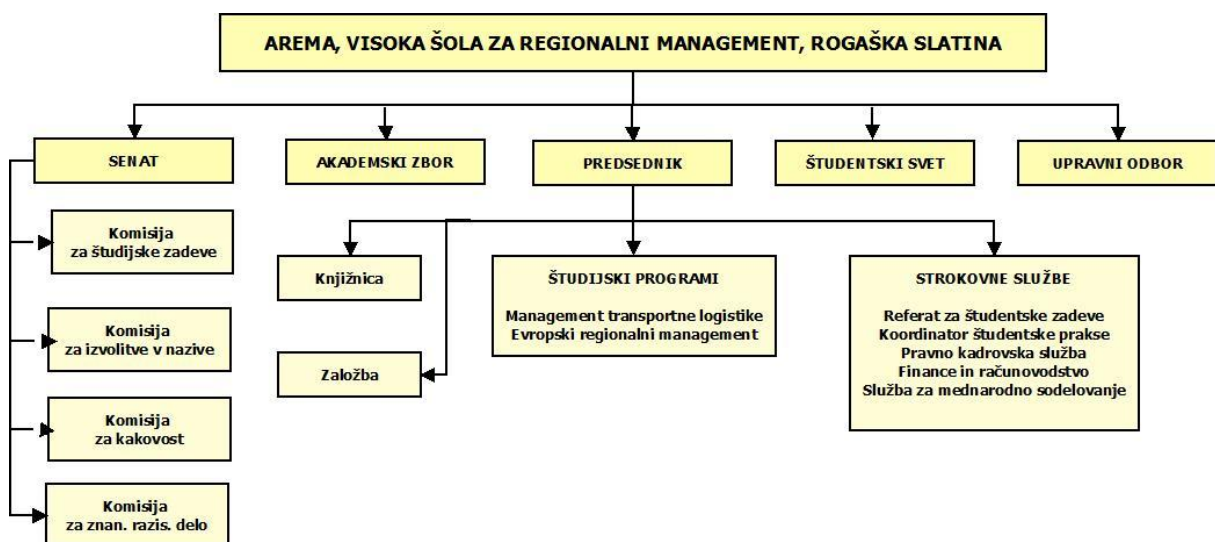 AREMA, VISOKA ŠOLA ZA REGIONALNI MANAGEMENT, ROGAŠKA SLATINA
SENAT
AKADEMSKI ZBOR
PREDSEDNIK
ŠTUDENTSKI SVET
UPRAVNI ODBOR
Komisija
za študijske zadeve
Komisija
za izvolitve v nazive
Komisija
za kakovost
Komisija
za znan. razis. delo
Knjižnica
Založba
ŠTUDIJSKI PROGRAMI
Management transportne logistike
Evropski regionalni management
STROKOVNE SLUŽBE
Referat za študentske zadeve
Koordinator študentske prakse
Pravno kadrovska služba
Finance in računovodstvo
Služba za mednarodno sodelovanje